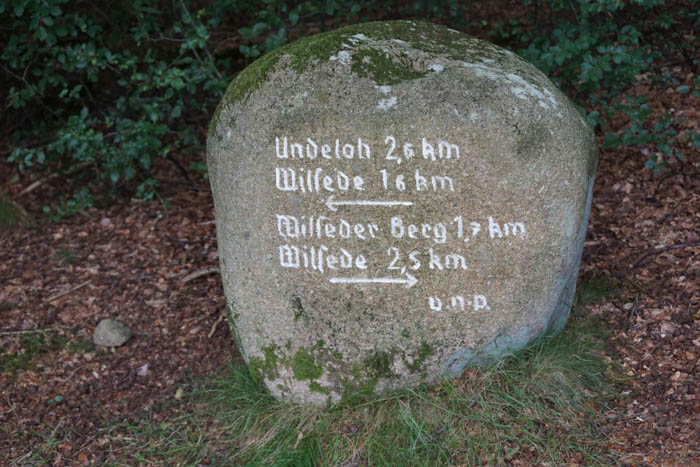 Undeloh 2,6 km
Wilsede 1,6 km
Wilseder Berg 1,7 km
Wilsede 2,5 km
v.n.p.